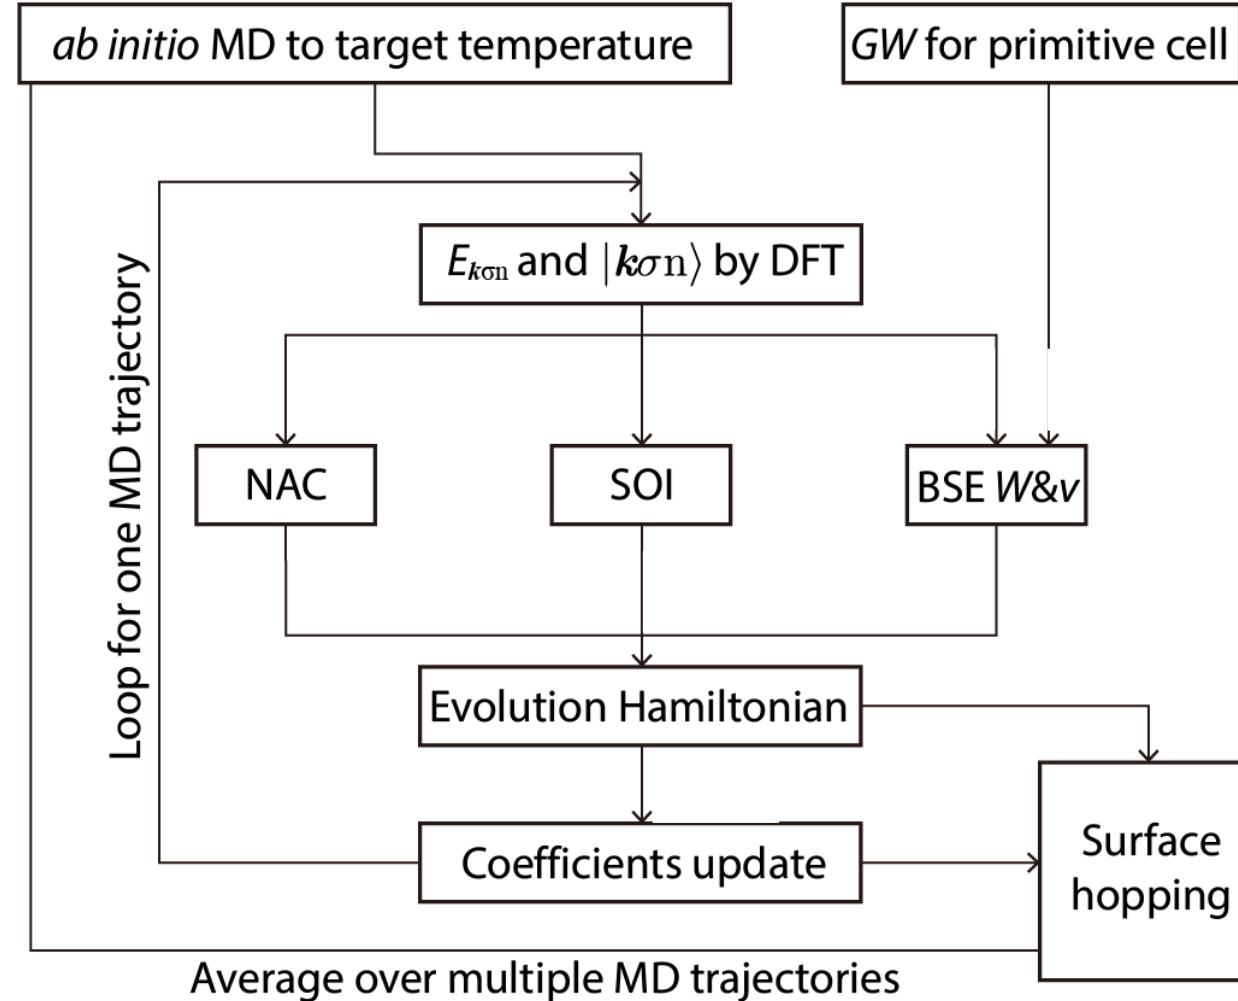 ab initio MD to target temperature
GW for primitive cell
E𝒌σn and |𝒌σn⟩ by DFT
Loop for one MD trajectory
NAC
SOI
BSE W&v
Evolution Hamiltonian
Coefficients update
Surface
hopping
Average over multiple MD trajectories